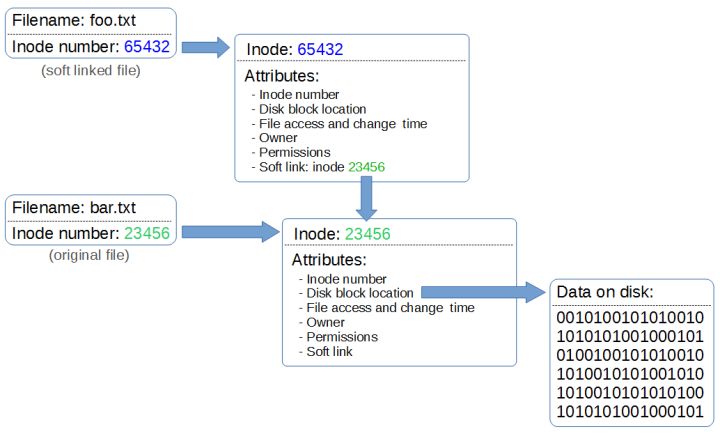 Filename: foo.txt
Inode number: 65432
(soft linked file)
Inode: 65432
Attributes:
- Inode number
- Disk block location
- File access and change time
- Owner
- Permissions
- Soft link: inode 23456
Filename: bar.txt
Inode number: 23456
(original file)
Inode: 23456
Attributes:
- Inode number
- Disk block location
- File access and change time
- Owner
- Permissions
- Soft link
Data on disk:
0010100101010010
1010101001000101
0100100101010010
1010010101001010
1010010101010100
1010101001000101